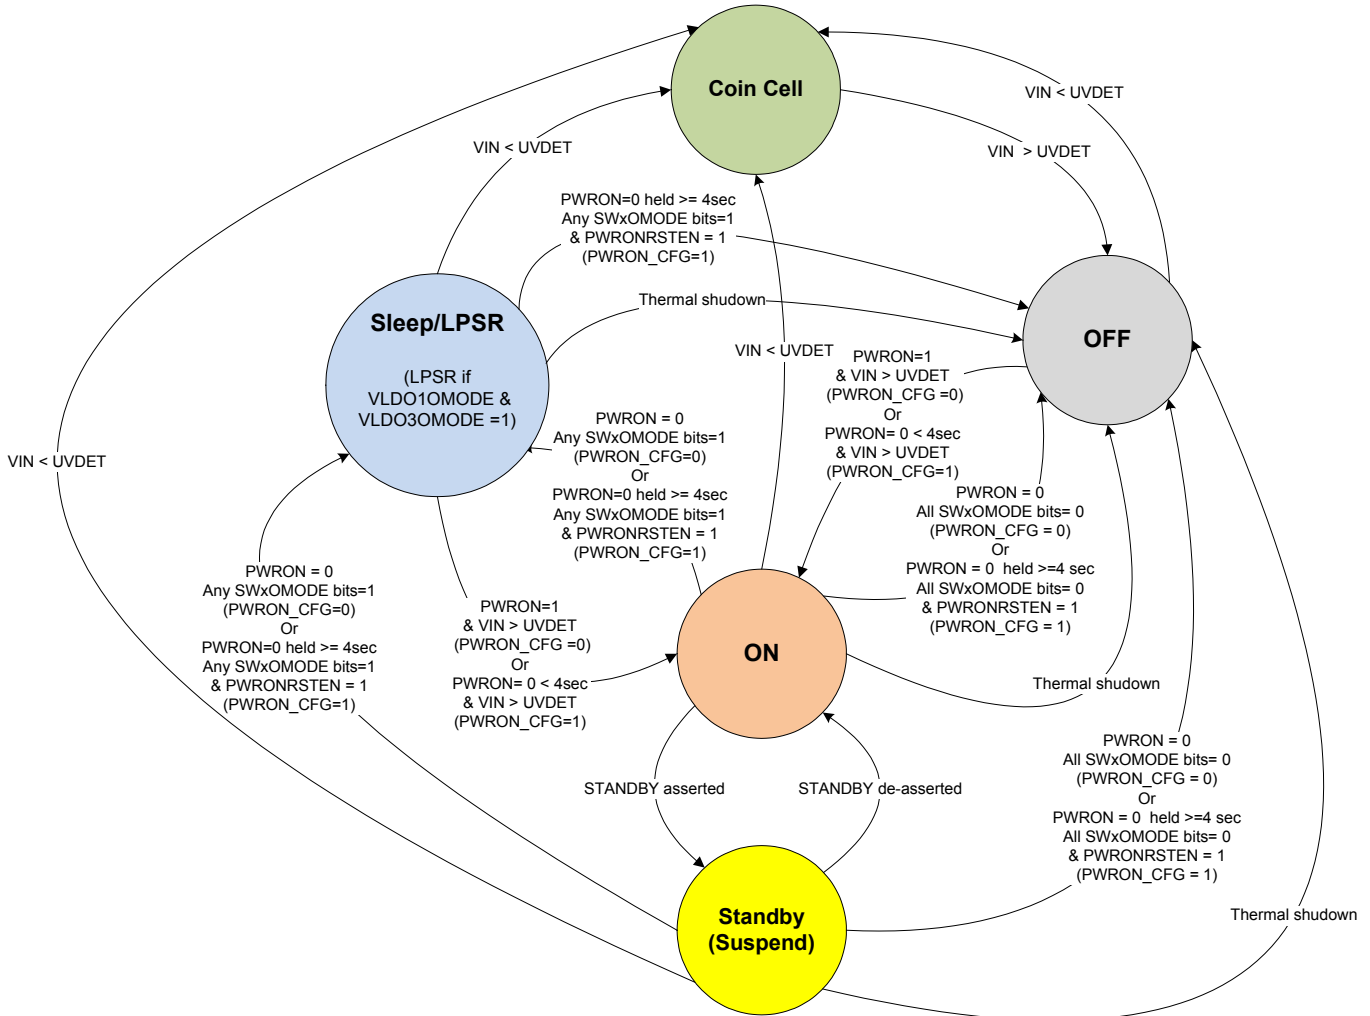 Coin Cell
VIN < UVDET
VIN < UVDET
VIN  > UVDET
PWRON=0 held >= 4sec
Any SWxOMODE bits=1
& PWRONRSTEN = 1
(PWRON_CFG=1)
Thermal shudown
Sleep/LPSR
(LPSR if
VLDO1OMODE &
VLDO3OMODE =1)
OFF
VIN < UVDET
PWRON=1
& VIN > UVDET
(PWRON_CFG =0)
Or
PWRON= 0 < 4sec
& VIN > UVDET
(PWRON_CFG=1)
PWRON = 0
Any SWxOMODE bits=1
(PWRON_CFG=0)
Or
PWRON=0 held >= 4sec
Any SWxOMODE bits=1
& PWRONRSTEN = 1
(PWRON_CFG=1)
VIN < UVDET
PWRON = 0
All SWxOMODE bits= 0
(PWRON_CFG = 0)
Or
PWRON = 0  held >=4 sec
All SWxOMODE bits= 0
& PWRONRSTEN = 1
(PWRON_CFG = 1)
PWRON = 0
Any SWxOMODE bits=1
(PWRON_CFG=0)
Or
PWRON=0 held >= 4sec
Any SWxOMODE bits=1
& PWRONRSTEN = 1
(PWRON_CFG=1)
PWRON=1
& VIN > UVDET
(PWRON_CFG =0)
Or
PWRON= 0 < 4sec
& VIN > UVDET
(PWRON_CFG=1)
ON
Thermal shudown
STANDBY asserted
STANDBY de-asserted
PWRON = 0
All SWxOMODE bits= 0
(PWRON_CFG = 0)
Or
PWRON = 0  held >=4 sec
All SWxOMODE bits= 0
& PWRONRSTEN = 1
(PWRON_CFG = 1)
Standby
(Suspend)
Thermal shudown